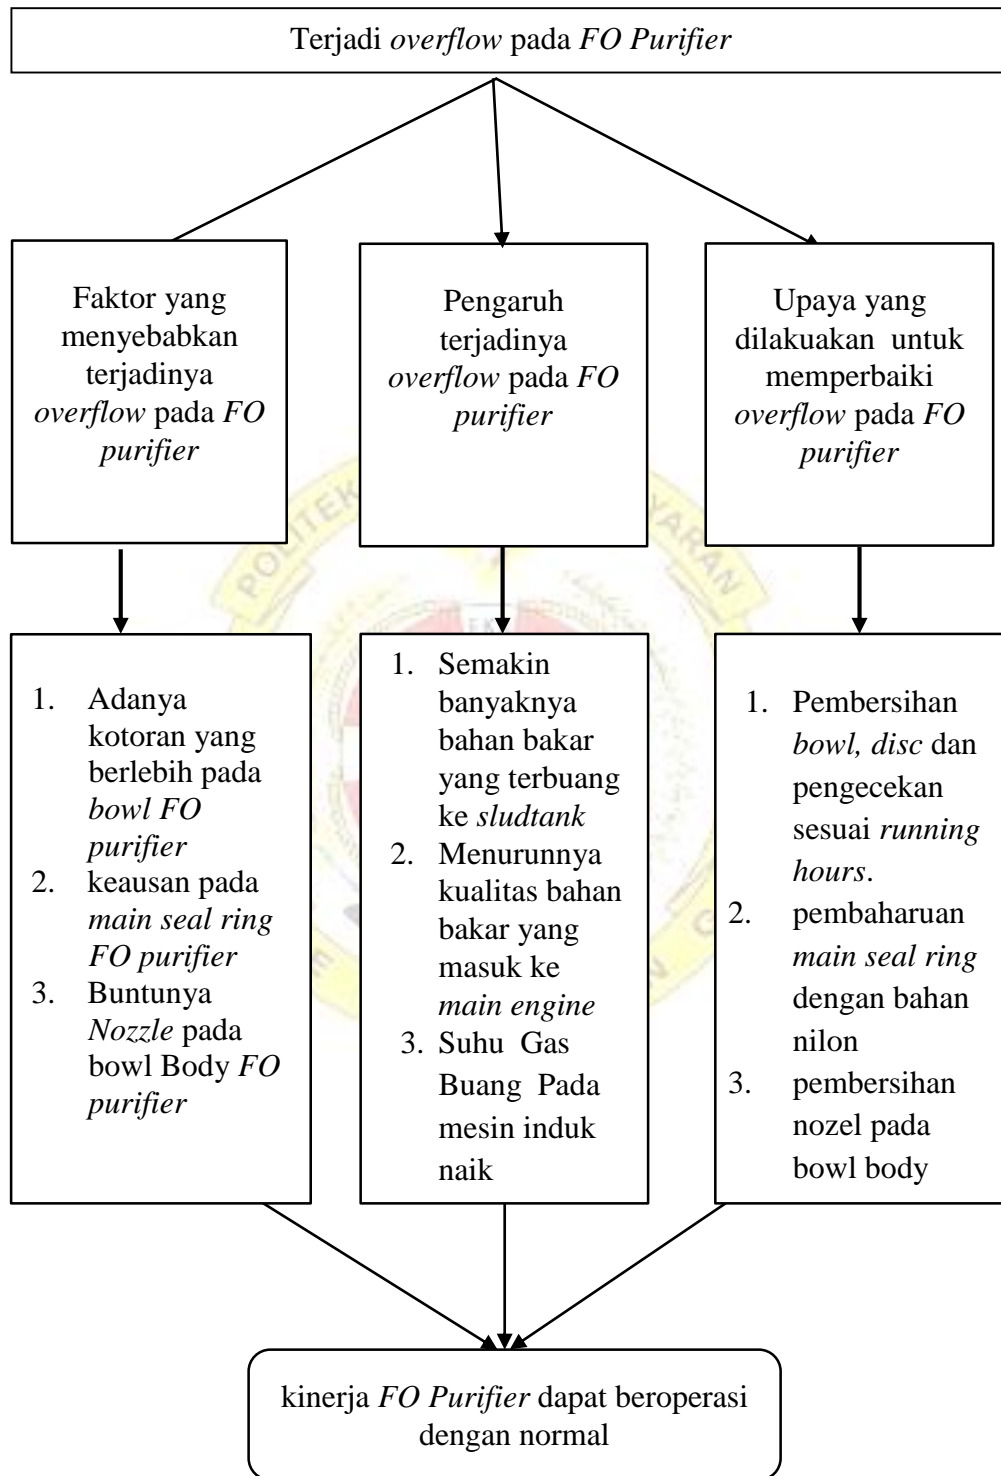 Terjadi overflow pada FO Purifier
Faktor yang
menyebabkan
terjadinya
overflow pada FO
purifier
Pengaruh
terjadinya
overflow pada FO
purifier
Upaya yang
dilakuakan untuk
memperbaiki
overflow pada FO
purifier
1. Adanya
kotoran yang
berlebih pada
bowl FO
purifier
2. keausan pada
main seal ring
FO purifier
3. Buntunya
Nozzle pada
bowl Body FO
purifier
1. Semakin
banyaknya
bahan bakar
yang terbuang
ke sludtank
2. Menurunnya
kualitas bahan
bakar yang
masuk ke
main engine
3. Suhu Gas
Buang Pada
mesin induk
naik
1. Pembersihan
bowl, disc dan
pengecekan
sesuai running
hours.
2. pembaharuan
main seal ring
dengan bahan
nilon
3. pembersihan
nozel pada
bowl body
kinerja FO Purifier dapat beroperasi
dengan normal